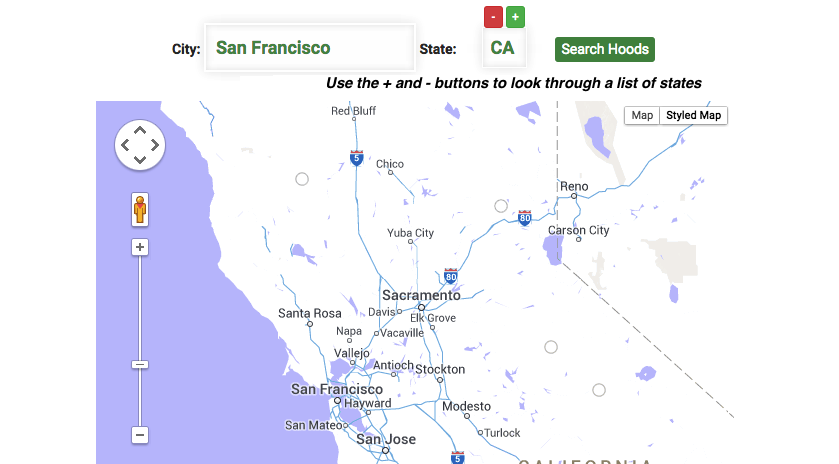 - +
City: San Francisco State: CA Search Hoods
Use the + and - buttons to look through a list of states
Map Styled Map
Red Bluff
5
Chico
Reno
80
Yuba City
Carson City
80
Sacramento
Santa Rosa
Davis
Elk Grove
Napa
Vacaville
Vallejo
Antioch
Stockton
San Francisco
Hayward
Modesto
San Mateo
Turlock
San Jose
5
CALIFORNIA